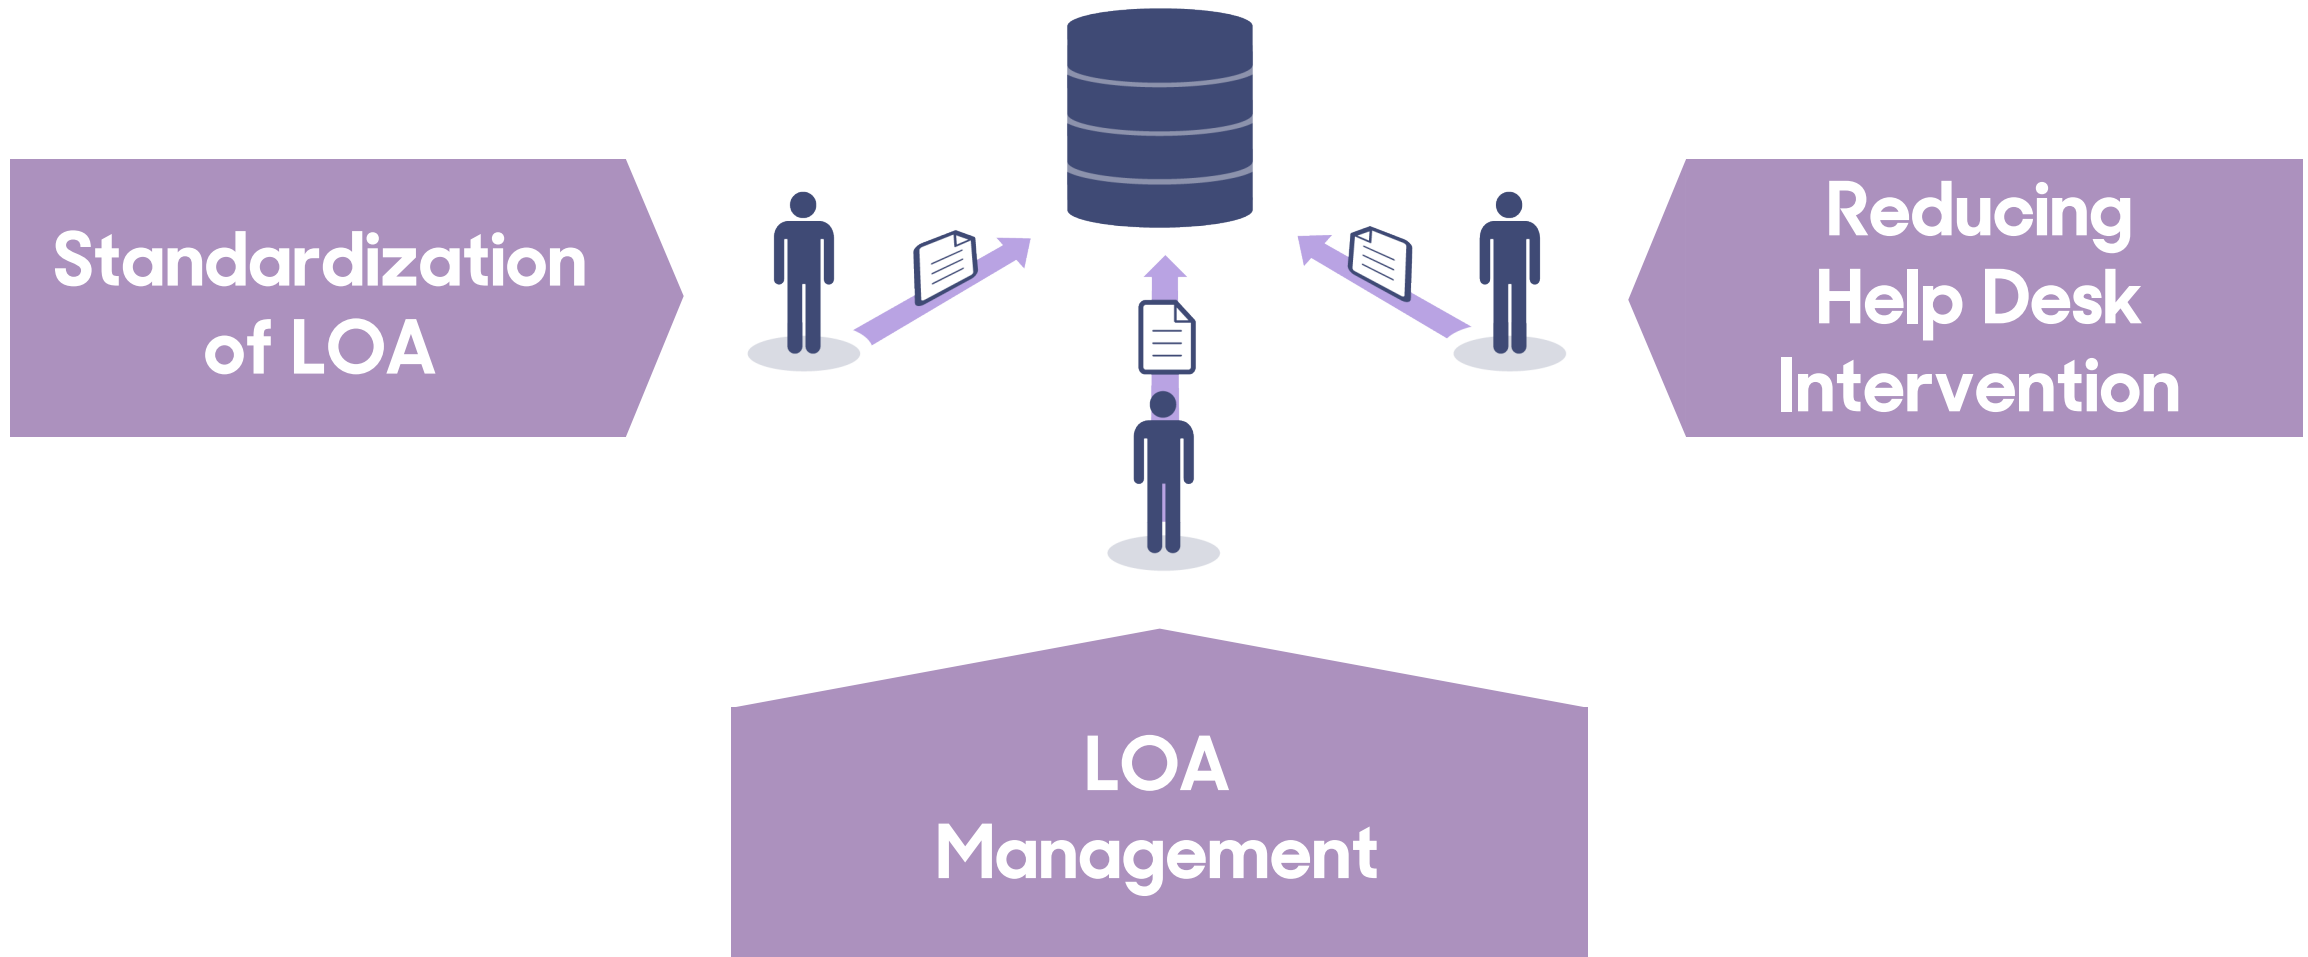 Standardization
of LOA
Reducing
Help Desk
Intervention
LOA
Management